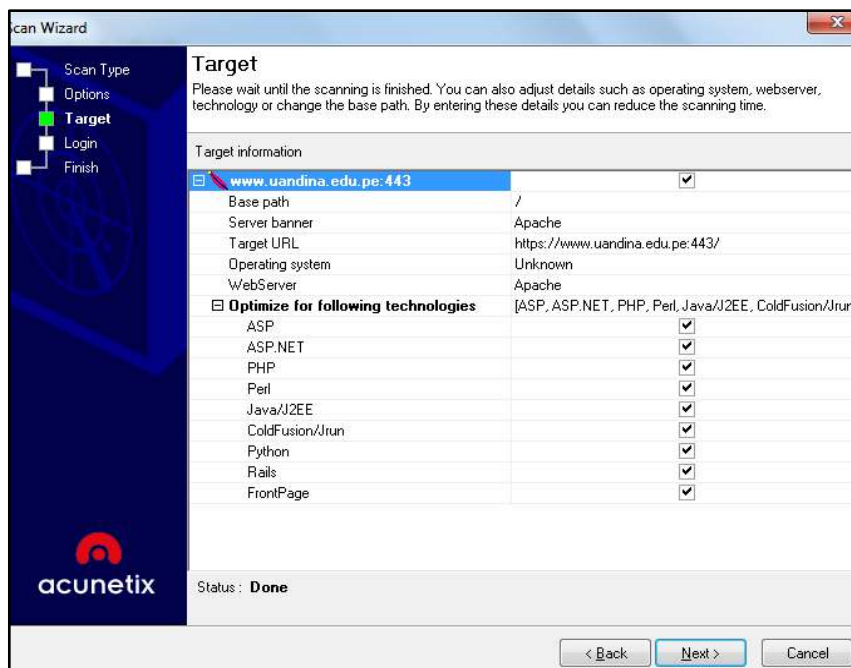 Scan Wizard
Scan Type
Options
Target
Login
Finish
Target
Please wait until the scanning is finished. You can also adjust details such as operating system, webserver,
technology or change the base path. By entering these details you can reduce the scanning time.
Target information
www.uandina.edu.pe:443
Base path /
Server banner Apache
Target URL https://www.uandina.edu.pe:443/
Operating system Unknown
WebServer Apache
Optimize for following technologies [ASP, ASP.NET, PHP, Perl, Java/J2EE, ColdFusion/Jrun
ASP
ASP.NET
PHP
Perl
Java/J2EE
ColdFusion/Jrun
Python
Rails
FrontPage
acunetix
Status : Done
< Back Next > Cancel